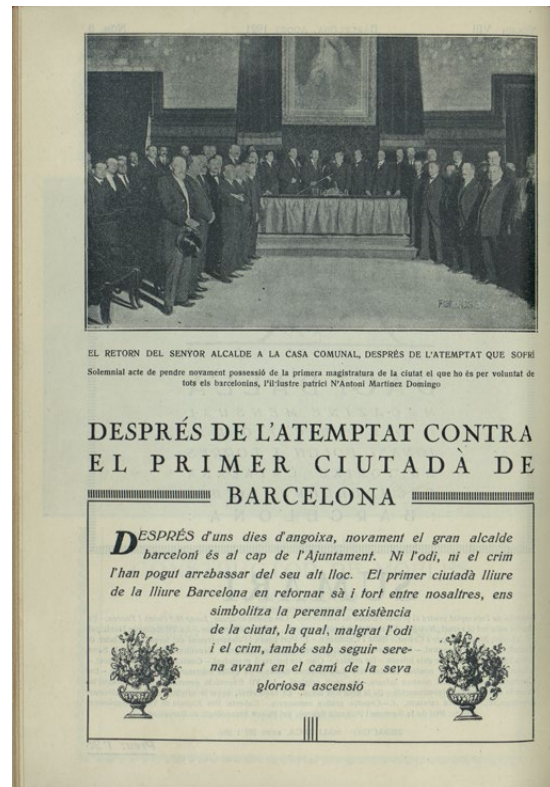 EL RETORN DEL SENYOR ALCALDE A LA CASA COMUNAL, DESPRÉS DE L'ATEMPTAT QUE SOFRÍ
Solemnial acte de pendre novament possessió de la primera magistratura de la ciutat el que ho és per voluntat de
tots els barcelonins, l'il·lustre patrici N'Antoni Martínez Domingo
DESPRÉS DE L'ATEMPTAT CONTRA
EL PRIMER CIUTADÀ DE
BARCELONA
DESPRÉS d'uns dies d'angoixa, novament el gran alcalde
barceloní és al cap de l'Ajuntament. Ni l'odi, ni el crim
l'han pogut arrebassar del seu alt lloc. El primer ciutadà lliure
de la lliure Barcelona en retornar sà i fort entre nosaltres, ens
simbolitza la perennal existència
de la ciutat, la qual, malgrat l'odi
i el crim, també sab seguir sere-
na avant en el camí de la seva
gloriosa ascensió